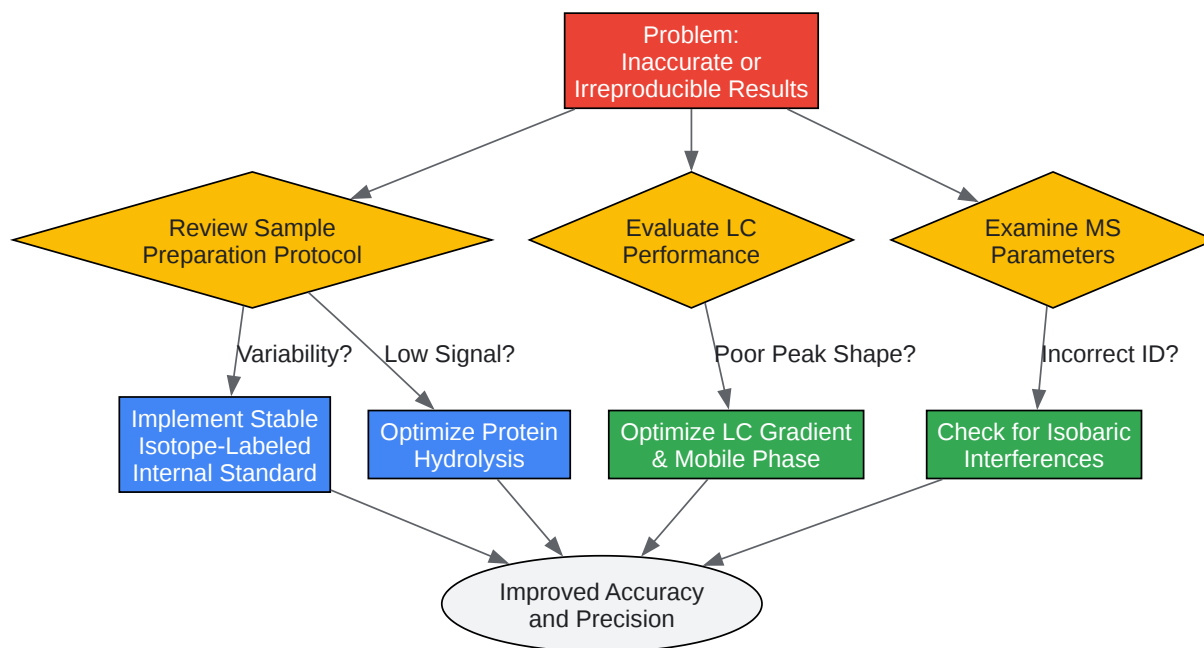 Problem:
Inaccurate or
Irreproducible Results
Review Sample
Preparation Protocol
Evaluate LC
Performance
Examine MS
Parameters
Variability?
Low Signal?
Poor Peak Shape?
Incorrect ID?
Implement Stable
Isotope-Labeled
Internal Standard
Optimize Protein
Hydrolysis
Optimize LC Gradient
& Mobile Phase
Check for Isobaric
Interferences
Improved Accuracy
and Precision